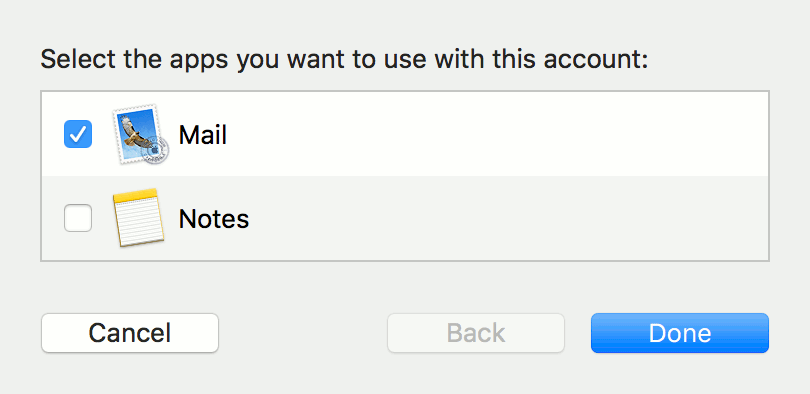 Select the apps you want to use with this account:
Mail
Notes
Cancel
Back
Done